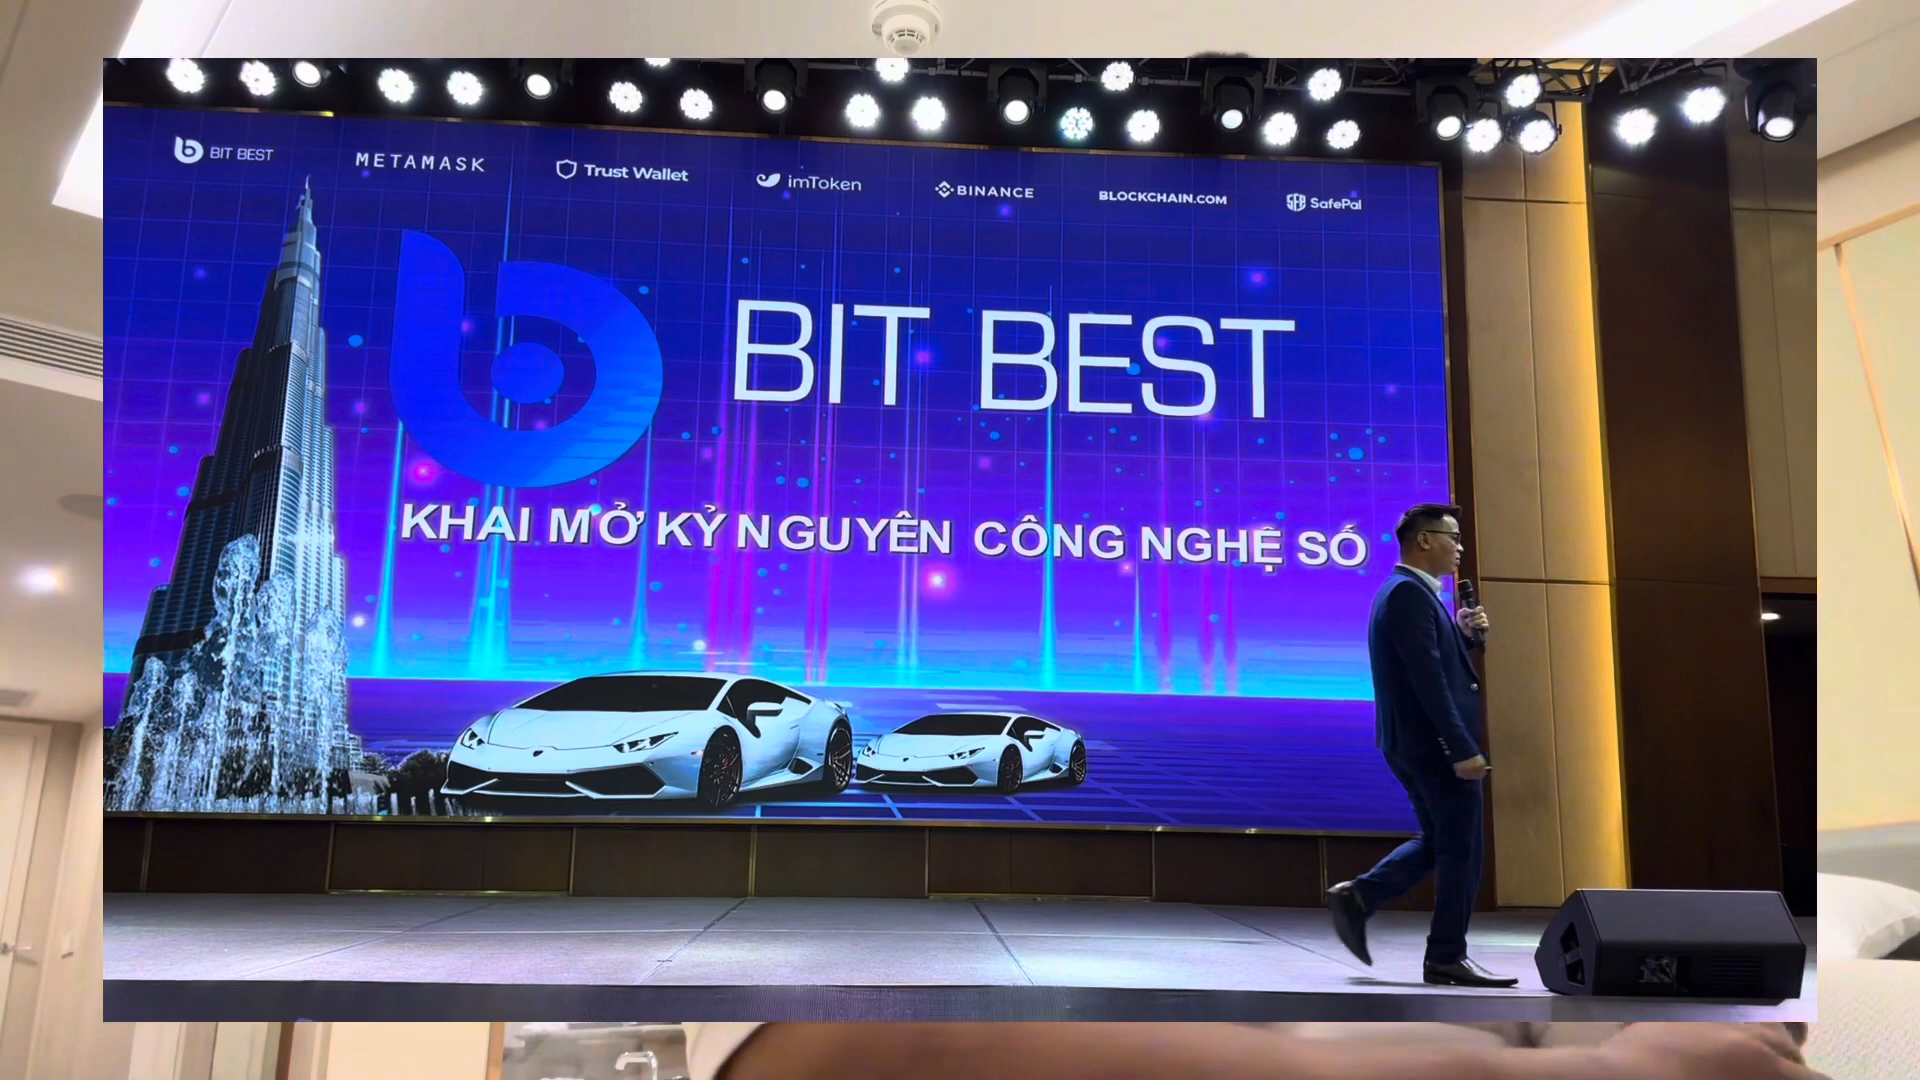 BIT BEST
METAMASK
Trust Wallet
imToken
BINANCE
BLOCKCHAIN.COM
SafePal
BIT BEST
KHAI MỞ KỶ NGUYÊN CÔNG NGHỆ SỐ